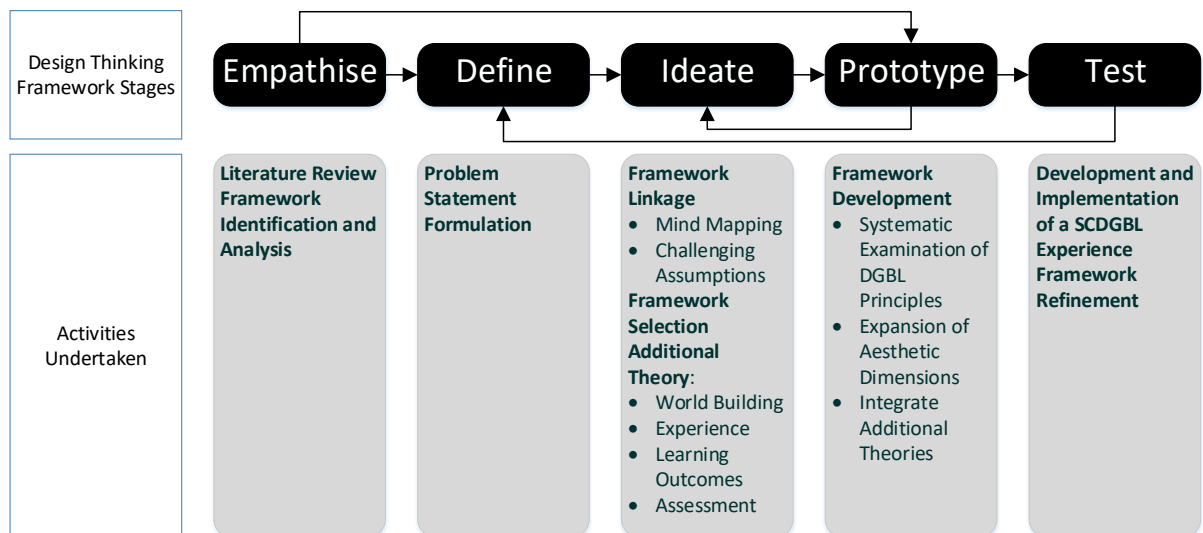 Design Thinking
Framework Stages
Empathise
Define
Ideate
Prototype
Test
Activities
Undertaken
Literature Review
Framework
Identification and
Analysis
Problem
Statement
Formulation
Framework
Linkage
• Mind Mapping
• Challenging
Assumptions
Framework
Selection
Additional
Theory:
• World Building
• Experience
• Learning
Outcomes
• Assessment
Framework
Development
• Systematic
Examination of
DGBL
Principles
• Expansion of
Aesthetic
Dimensions
• Integrate
Additional
Theories
Development and
Implementation
of a SCDGBL
Experience
Framework
Refinement